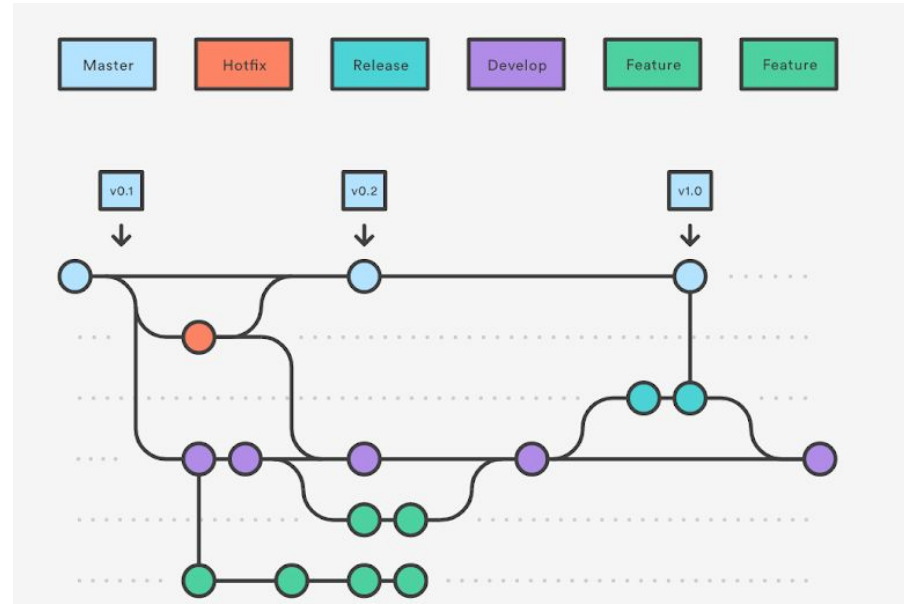 Master
Hotfix
Release
Develop
Feature
Feature
v0.1
v0.2
v1.0